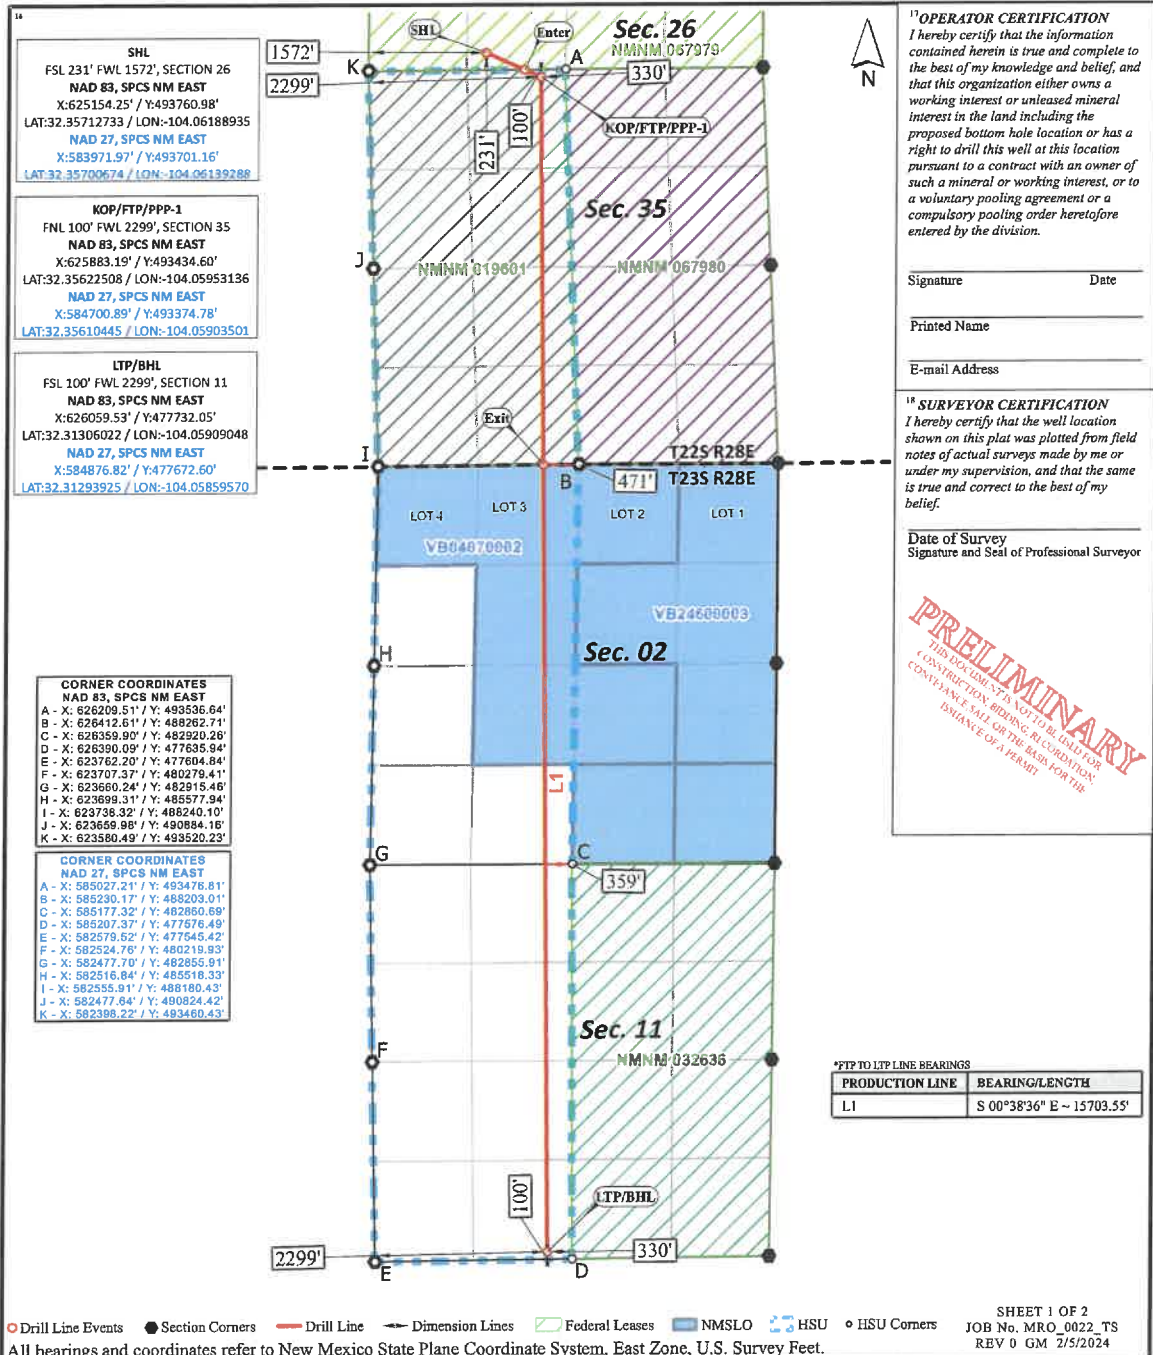 16
SHL
FSL 231' FWL 1572', SECTION 26
NAD 83, SPCS NM EAST
X:625154.25' / Y:493760.98'
LAT:32.35712733 / LON:-104.06188935
NAD 27, SPCS NM EAST
X:583971.97' / Y:493701.16'
LAT:32.35700674 / LON:-104.06139288
KOP/FTP/PPP-1
FNL 100' FWL 2299', SECTION 35
NAD 83, SPCS NM EAST
X:625883.19' / Y:493434.60'
LAT:32.35622508 / LON:-104.05953136
NAD 27, SPCS NM EAST
X:584700.89' / Y:493374.78'
LAT:32.35610445 / LON:-104.05903501
LTP/BHL
FSL 100' FWL 2299', SECTION 11
NAD 83, SPCS NM EAST
X:626059.53' / Y:477732.05'
LAT:32.31306022 / LON:-104.05909048
NAD 27, SPCS NM EAST
X:584876.82' / Y:477672.60'
LAT:32.31293925 / LON:-104.05859570
CORNER COORDINATES
NAD 83, SPCS NM EAST
A - X: 626209.51' / Y: 493536.64'
B - X: 626412.61' / Y: 488262.71'
C - X: 626359.90' / Y: 482920.26'
D - X: 626390.09' / Y: 477635.94'
E - X: 623762.20' / Y: 477604.84'
F - X: 623707.37' / Y: 480279.41'
G - X: 623660.24' / Y: 482915.46'
H - X: 623699.31' / Y: 485577.94'
I - X: 623738.32' / Y: 488240.10'
J - X: 623659.98' / Y: 490884.16'
K - X: 623580.49' / Y: 493520.23'
CORNER COORDINATES
NAD 27, SPCS NM EAST
A - X: 585027.21' / Y: 493476.81'
B - X: 585230.17' / Y: 488203.01'
C - X: 585177.32' / Y: 482860.69'
D - X: 585207.37' / Y: 477576.49'
E - X: 582579.52' / Y: 477545.42'
F - X: 582524.76' / Y: 480219.93'
G - X: 582477.70' / Y: 482855.91'
H - X: 582516.84' / Y: 485518.33'
I - X: 582555.91' / Y: 488180.43'
J - X: 582477.64' / Y: 490824.42'
K - X: 582398.22' / Y: 493460.43'
SHL
Enter
Sec. 26
NMNM 067979
1572'
K
A
330'
2299'
100'
231'
KOP/FTP/PPP-1
N
Sec. 35
J
NMNM 019601
NMNM 067980
Exit
I
T22S R28E
B
471'
T23S R28E
LOT 4
LOT 3
LOT 2
LOT 1
VB04070002
VB24600003
H
Sec. 02
L1
G
C
359'
Sec. 11
F
NMNM 032636
100'
LTP/BHL
2299'
330'
E
D
17 OPERATOR CERTIFICATION
I hereby certify that the information
contained herein is true and complete to
the best of my knowledge and belief, and
that this organization either owns a
working interest or unleased mineral
interest in the land including the
proposed bottom hole location or has a
right to drill this well at this location
pursuant to a contract with an owner of
such a mineral or working interest, or to
a voluntary pooling agreement or a
compulsory pooling order heretofore
entered by the division.
Signature Date
Printed Name
E-mail Address
18 SURVEYOR CERTIFICATION
I hereby certify that the well location
shown on this plat was plotted from field
notes of actual surveys made by me or
under my supervision, and that the same
is true and correct to the best of my
belief.
Date of Survey
Signature and Seal of Professional Surveyor
PRELIMINARY
THIS DOCUMENT IS NOT TO BE USED FOR
CONSTRUCTION, BIDDING, RECORDATION,
CONVEYANCE, SALE, OR THE BASIS FOR THE
ISSUANCE OF A PERMIT
*FTP TO LTP LINE BEARINGS
PRODUCTION LINE BEARING/LENGTH
L1 S 00°38'36" E ~ 15703.55'
Drill Line Events Section Corners Drill Line Dimension Lines Federal Leases NMSLO HSU HSU Corners
All bearings and coordinates refer to New Mexico State Plane Coordinate System, East Zone, U.S. Survey Feet.
SHEET 1 OF 2
JOB No. MRO_0022_TS
REV 0 GM 2/5/2024